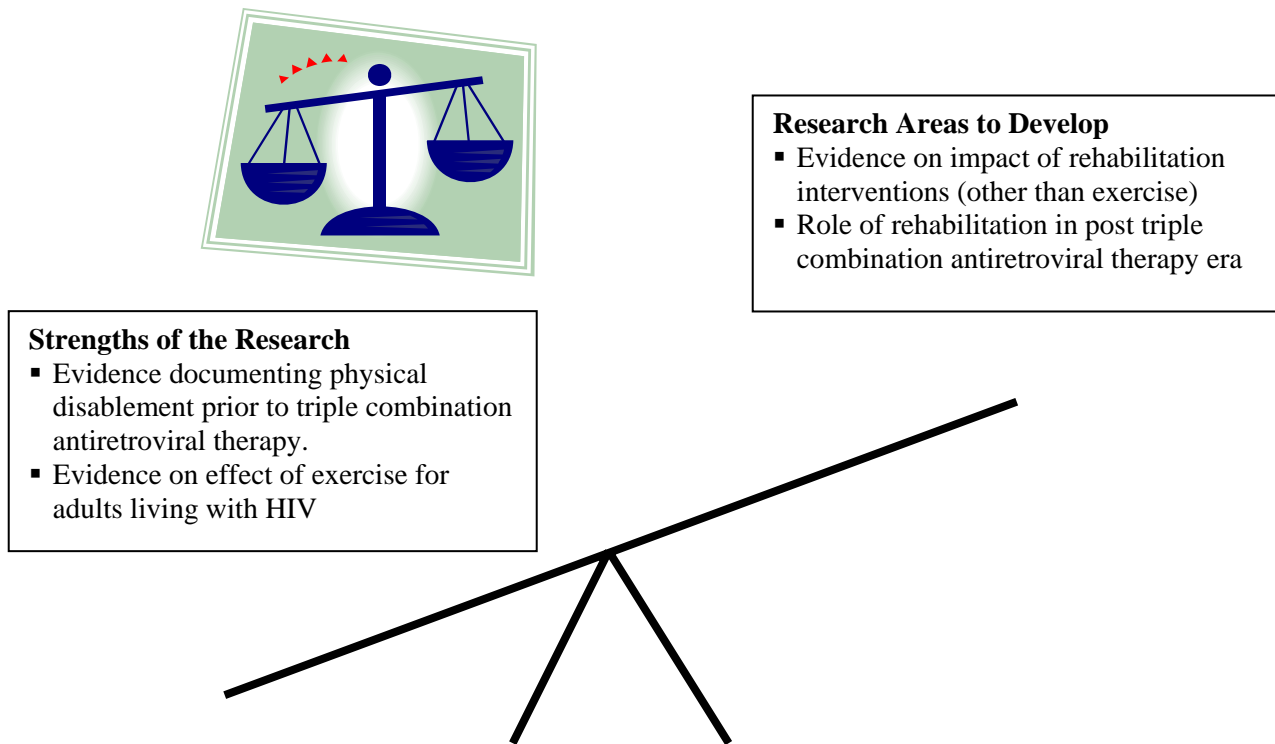 Strengths of the Research
▪ Evidence documenting physical
disablement prior to triple combination
antiretroviral therapy.
▪ Evidence on effect of exercise for
adults living with HIV
Research Areas to Develop
▪ Evidence on impact of rehabilitation
interventions (other than exercise)
▪ Role of rehabilitation in post triple
combination antiretroviral therapy era